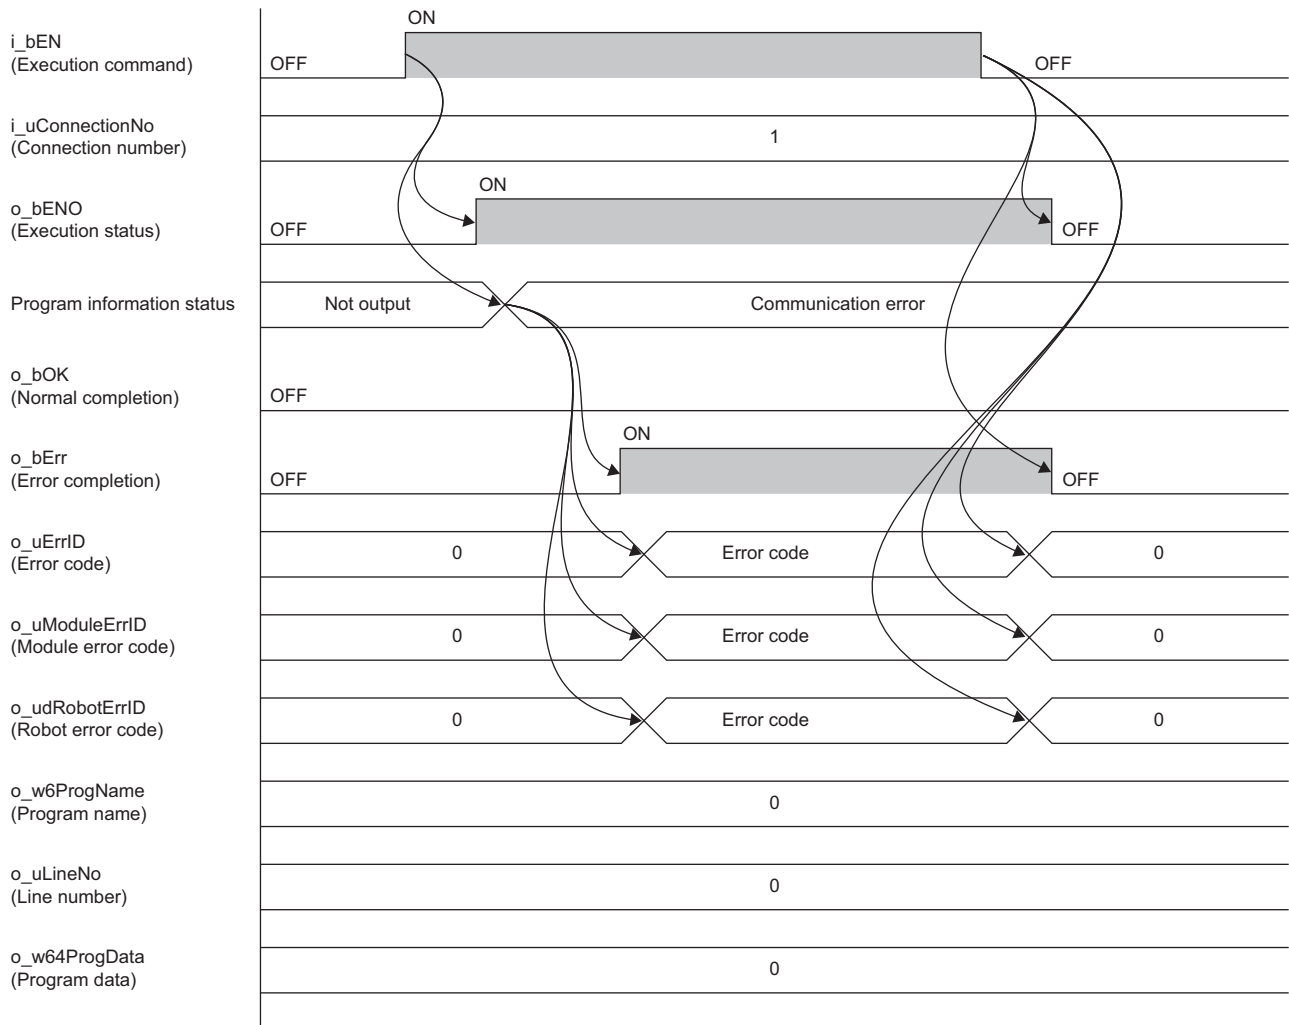 ON
i_bEN
(Execution command)
OFF
OFF
i_uConnectionNo
(Connection number)
1
ON
o_bENO
(Execution status)
OFF
OFF
Program information status
Not output
Communication error
o_bOK
(Normal completion)
OFF
ON
o_bErr
(Error completion)
OFF
OFF
o_uErrID
(Error code)
0
Error code
0
o_uModuleErrID
(Module error code)
0
Error code
0
o_udRobotErrID
(Robot error code)
0
Error code
0
o_w6ProgName
(Program name)
0
o_uLineNo
(Line number)
0
o_w64ProgData
(Program data)
0